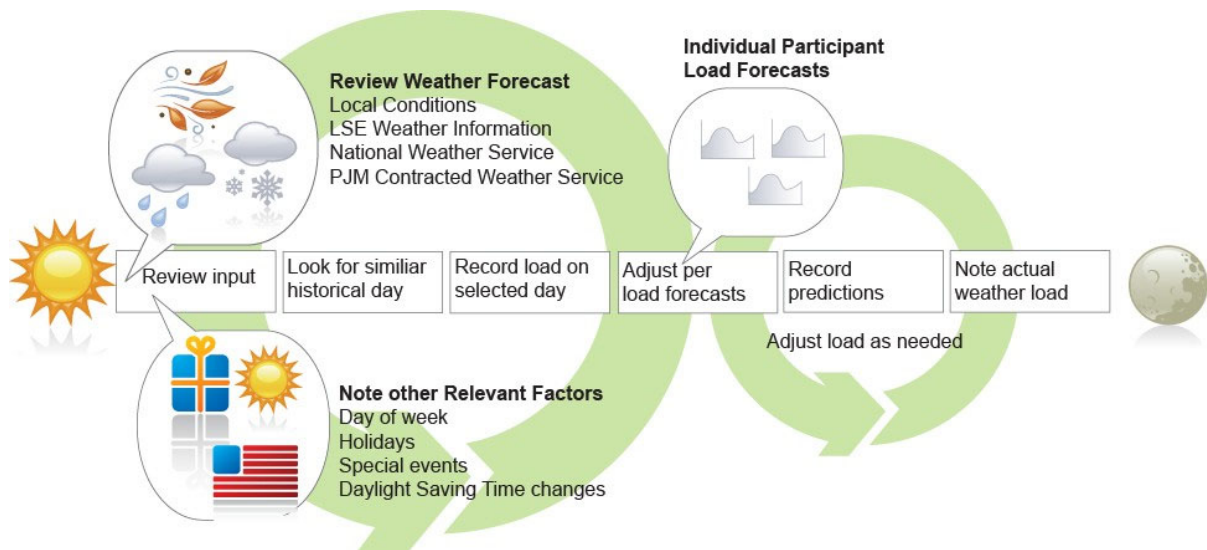 Individual Participant
Load Forecasts
Review Weather Forecast
Local Conditions
LSE Weather Information
National Weather Service
PJM Contracted Weather Service
Review input
Look for similiar
historical day
Record load on
selected day
Adjust per
load forecasts
Record
predictions
Note actual
weather load
Adjust load as needed
Note other Relevant Factors
Day of week
Holidays
Special events
Daylight Saving Time changes